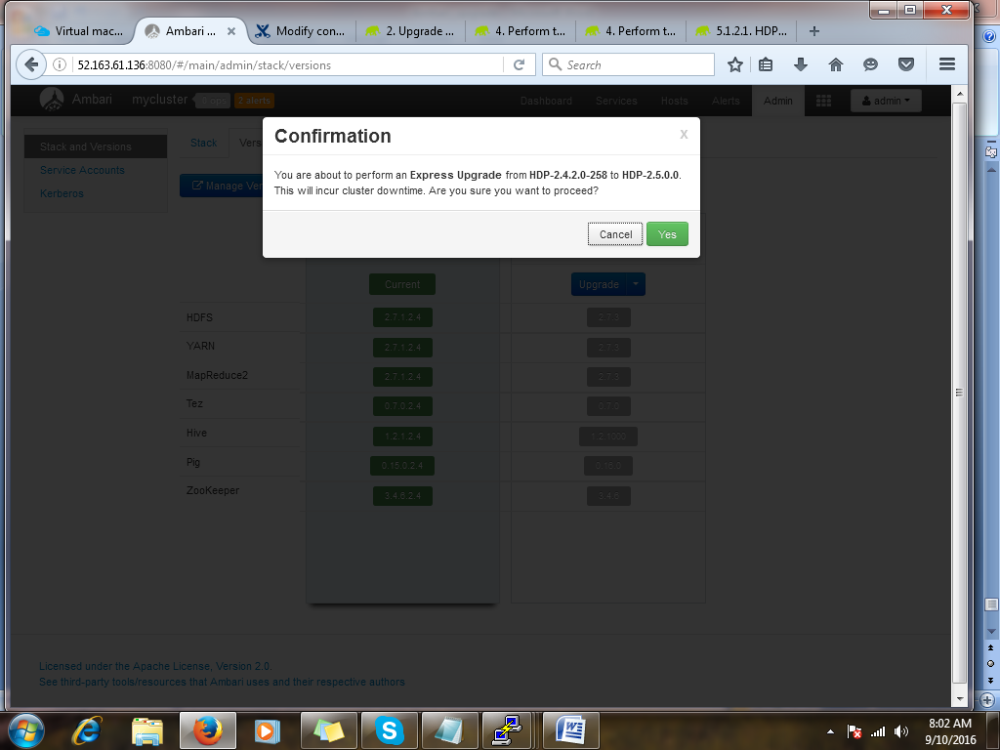 Virtual mac...
Ambari ...
Modify con...
2. Upgrade ...
4. Perform t...
4. Perform t...
5.1.2.1. HDP...
52.163.61.136:8080/#/main/admin/stack/versions
Search
Ambari mycluster 0 ops 2 alerts Dashboard Services Hosts Alerts Admin admin
Stack and Versions
Service Accounts
Kerberos
Stack Vers
Manage Ver
Confirmation
X
You are about to perform an Express Upgrade from HDP-2.4.2.0-258 to HDP-2.5.0.0.
This will incur cluster downtime. Are you sure you want to proceed?
Cancel Yes
Current Upgrade
HDFS 2.7.1.2.4 2.7.3
YARN 2.7.1.2.4 2.7.3
MapReduce2 2.7.1.2.4 2.7.3
Tez 0.7.0.2.4 0.7.0
Hive 1.2.1.2.4 1.2.1000
Pig 0.15.0.2.4 0.16.0
ZooKeeper 3.4.6.2.4 3.4.6
Licensed under the Apache License, Version 2.0.
See third-party tools/resources that Ambari uses and their respective authors
8:02 AM
9/10/2016